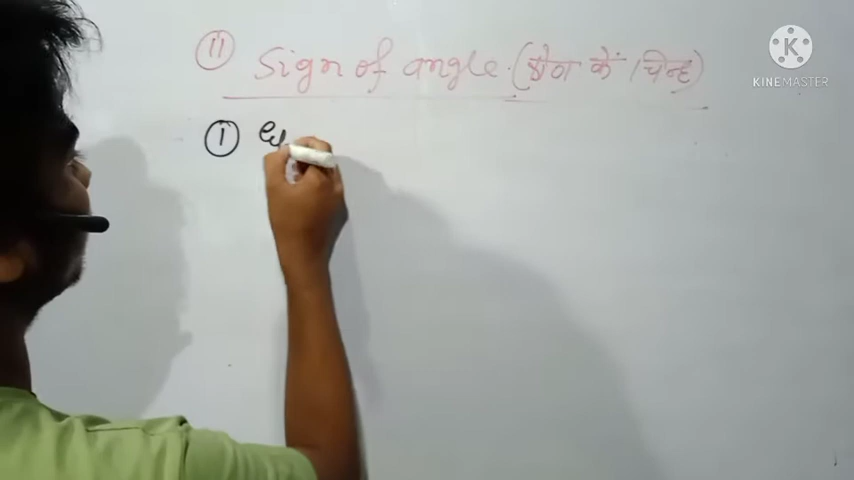 (11) Sign of angle. (कोण के चिन्ह)
(1) ध
KINEMASTER